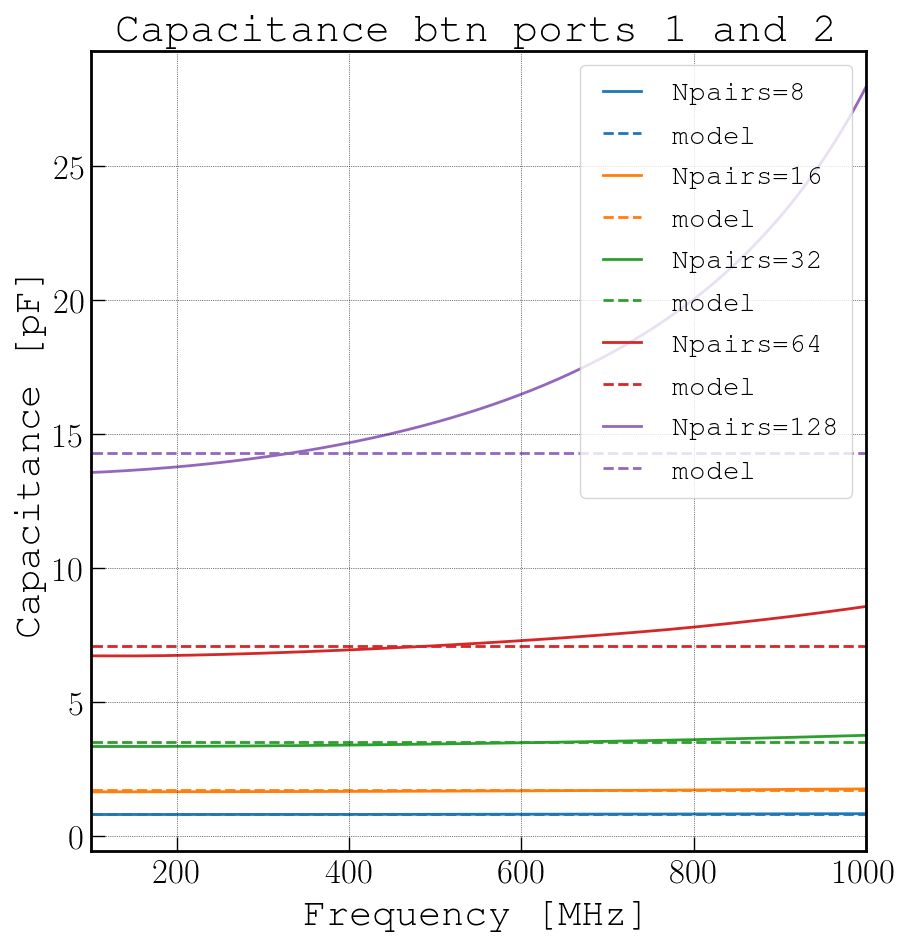 Capacitance btn ports 1 and 2
Npairs=8
model
Npairs=16
model
Npairs=32
model
Npairs=64
model
Npairs=128
model
Capacitance [pF]
25
20
15
10
5
0
200 400 600 800 1000
Frequency [MHz]